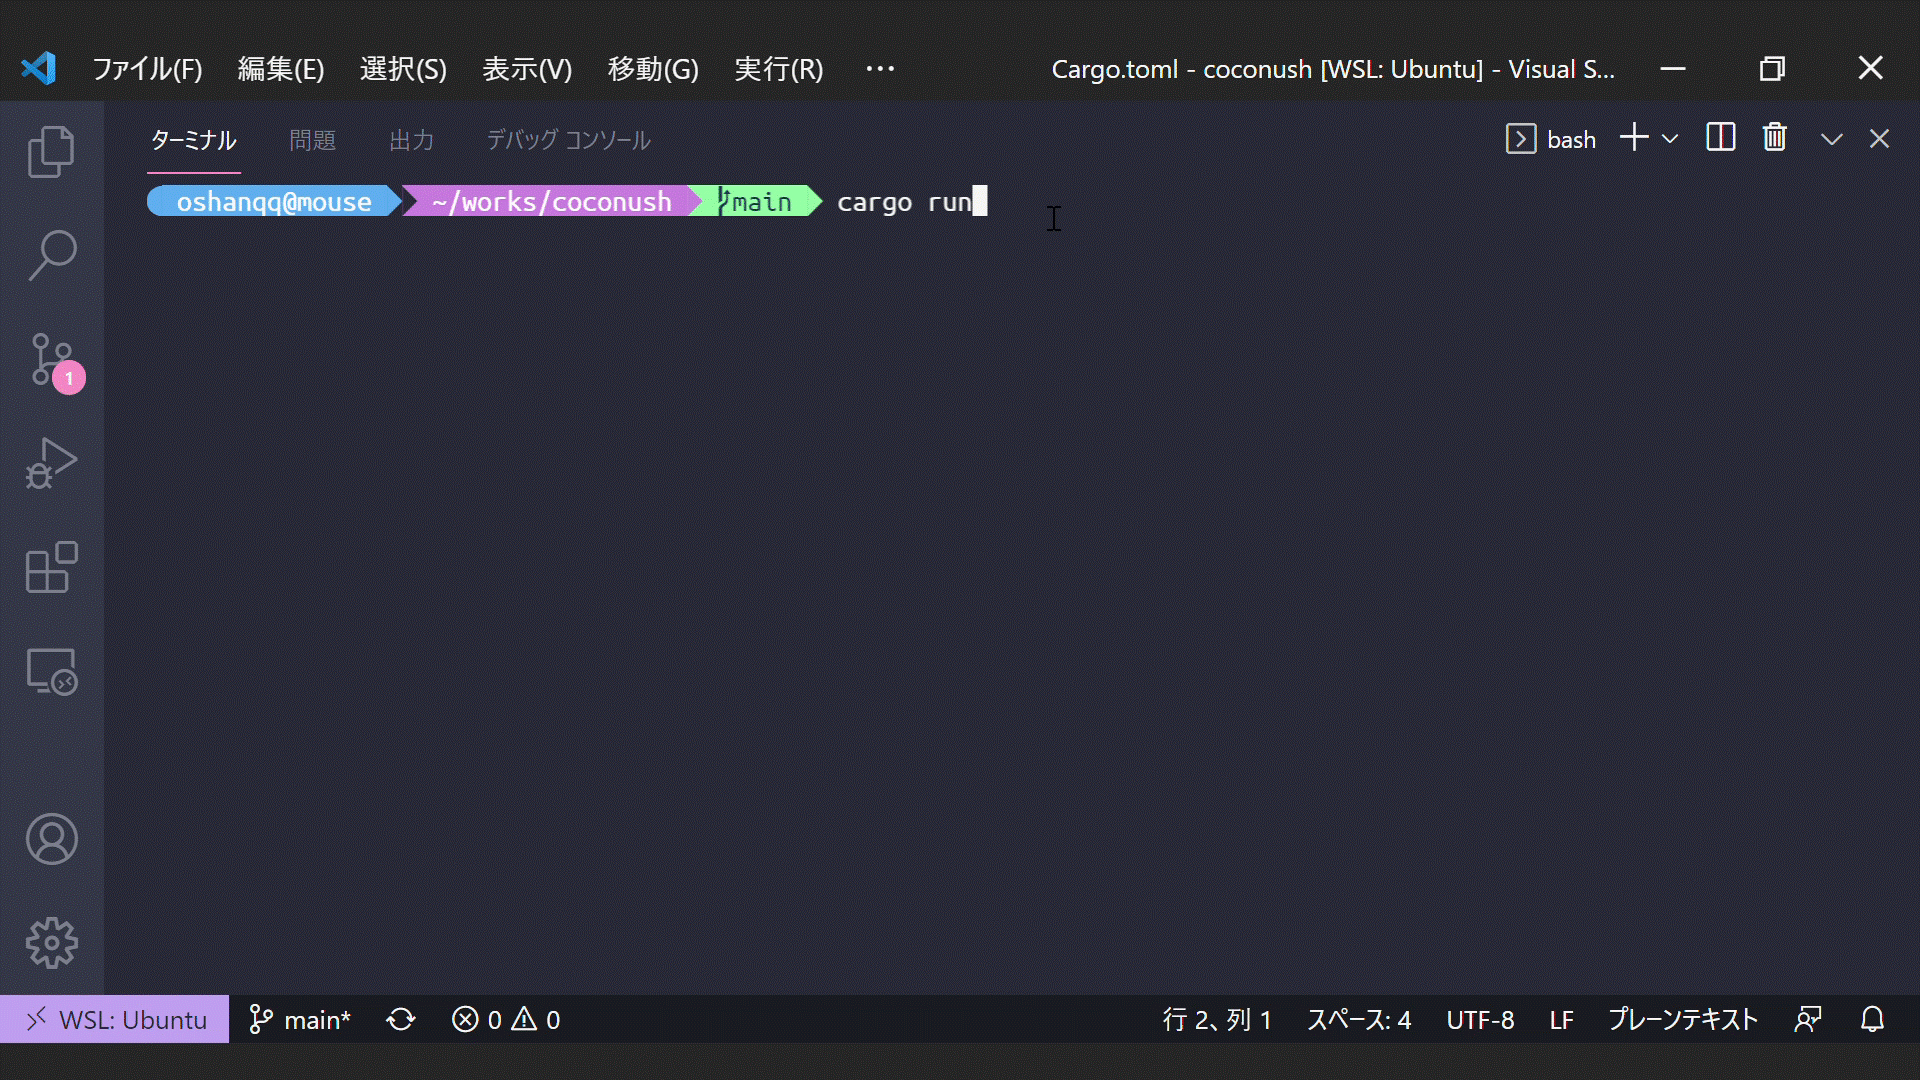 ファイル(F) 編集(E) 選択(S) 表示(V) 移動(G) 実行(R) ··· Cargo.toml - coconush [WSL: Ubuntu] - Visual S...
ターミナル 問題 出力 デバッグ コンソール bash
oshanqq@mouse ~/works/coconush main cargo run
1
WSL: Ubuntu main* 0 0 行 2、列 1 スペース: 4 UTF-8 LF プレーンテキスト